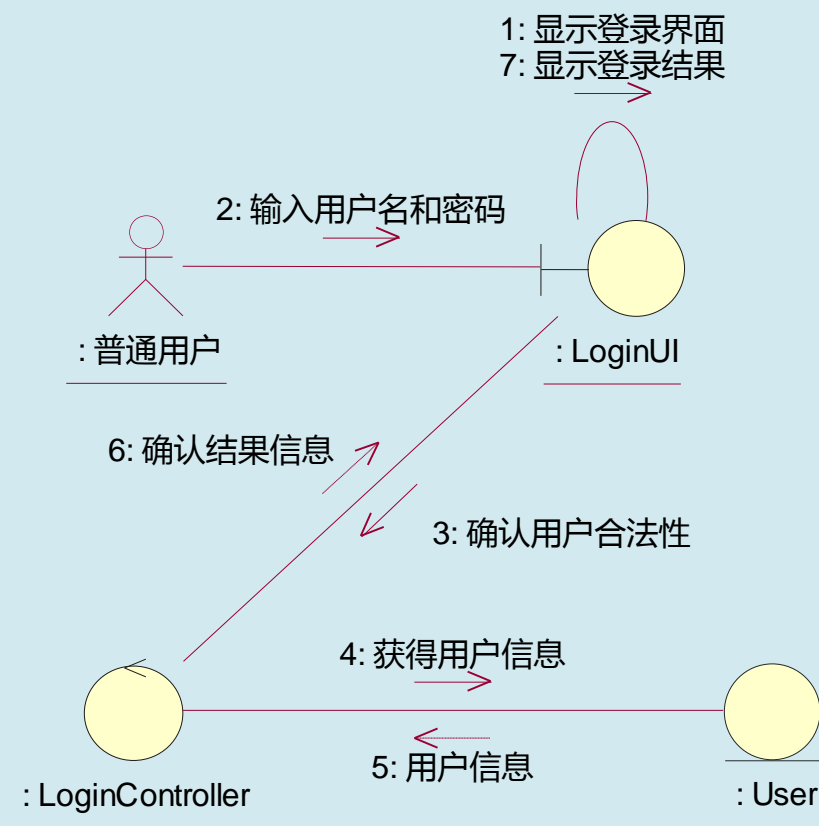 1: 显示登录界面
7: 显示登录结果
2: 输入用户名和密码
: 普通用户
: LoginUI
6: 确认结果信息
3: 确认用户合法性
4: 获得用户信息
5: 用户信息
: LoginController
: User